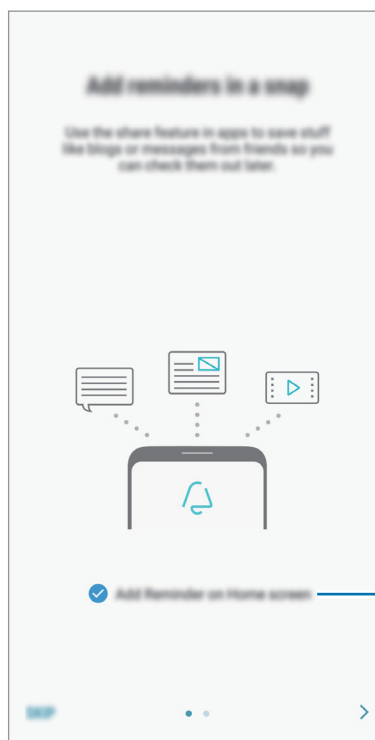 Add reminders in a snap
Use the share feature in apps to save stuff
like blogs or messages from friends so you
can check them out later.
Add Reminder on Home screen
SKIP